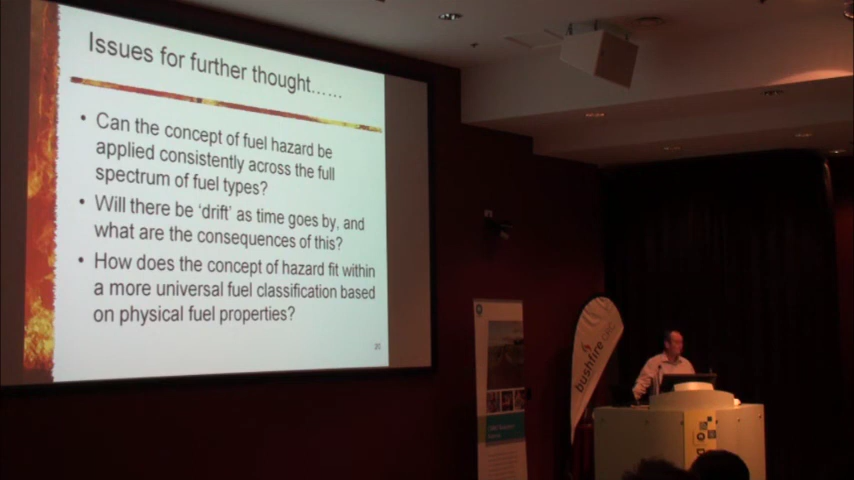 Issues for further thought……
• Can the concept of fuel hazard be
applied consistently across the full
spectrum of fuel types?
• Will there be ‘drift’ as time goes by, and
what are the consequences of this?
• How does the concept of hazard fit within
a more universal fuel classification based
on physical fuel properties?
bushfire CRC